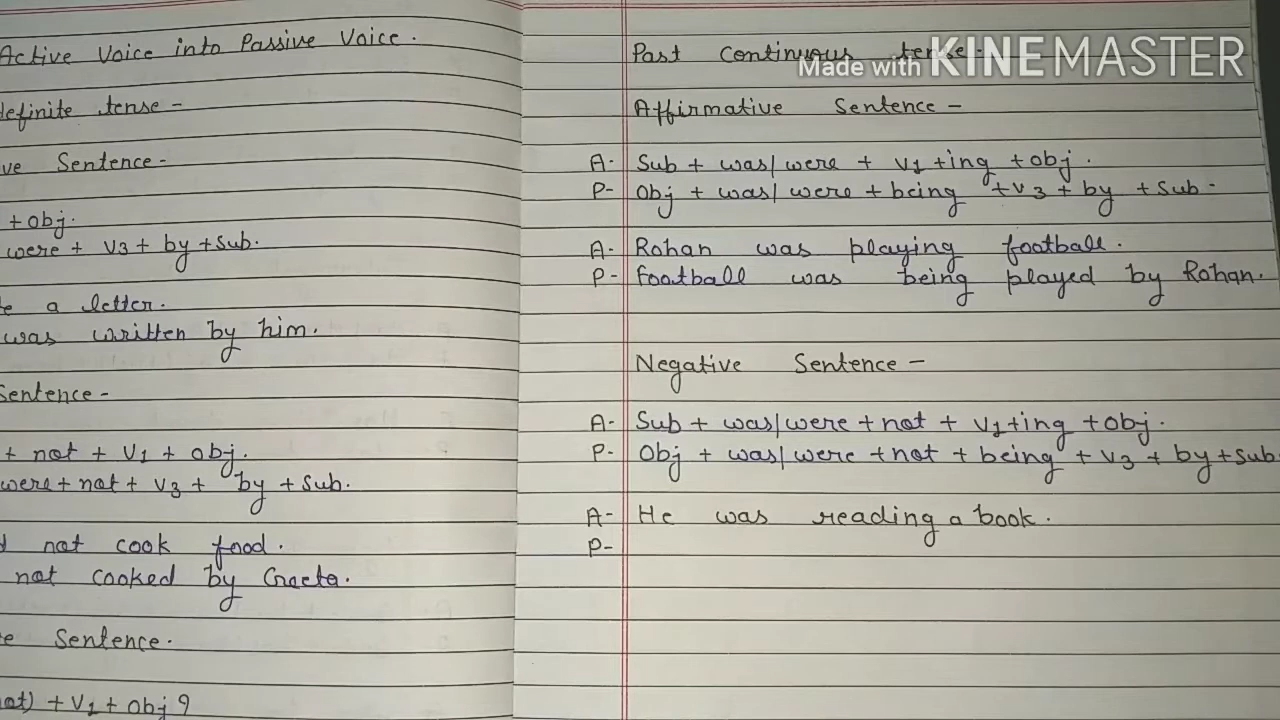 Active Voice into Passive Voice.
definite tense -
ve Sentence -
+ obj.
were + V3 + by + sub.
e a letter.
was written by him.
Sentence -
+ not + V1 + obj.
were + not + V3 + by + sub.
not cook food.
not cooked by Greeta.
e Sentence.
not) + V1 + obj ?
Past Continuous tense -
Made with KINEMASTER
Affirmative Sentence -
A- Sub + was/were + V1 + ing + obj.
P- Obj + was/were + being + V3 + by + sub -
A- Rohan was playing football.
P- Football was being played by Rohan.
Negative Sentence -
A- Sub + was/were + not + V1 + ing + obj.
P- Obj + was/were + not + being + V3 + by + sub
A- He was reading a book.
P-